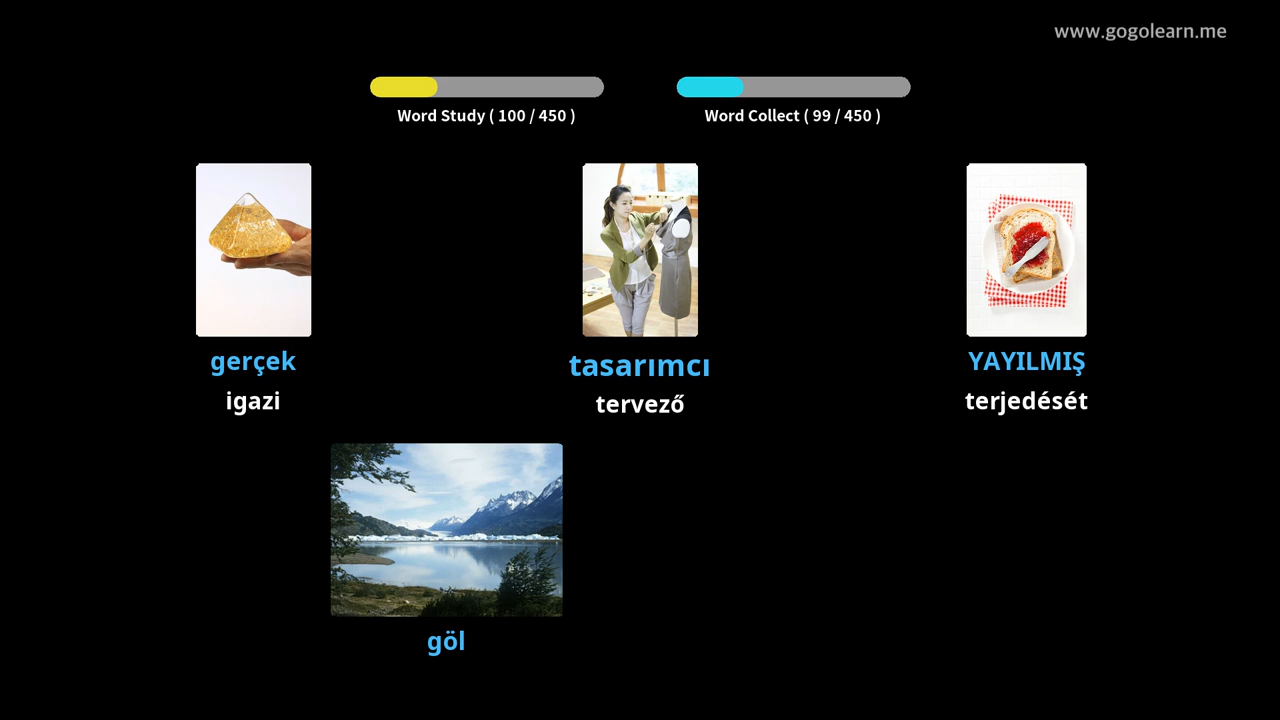 www.gogolearn.me
Word Study ( 100 / 450 )
Word Collect ( 99 / 450 )
gerçek
tasarımcı
YAYILMIŞ
igazi
tervező
terjedését
göl